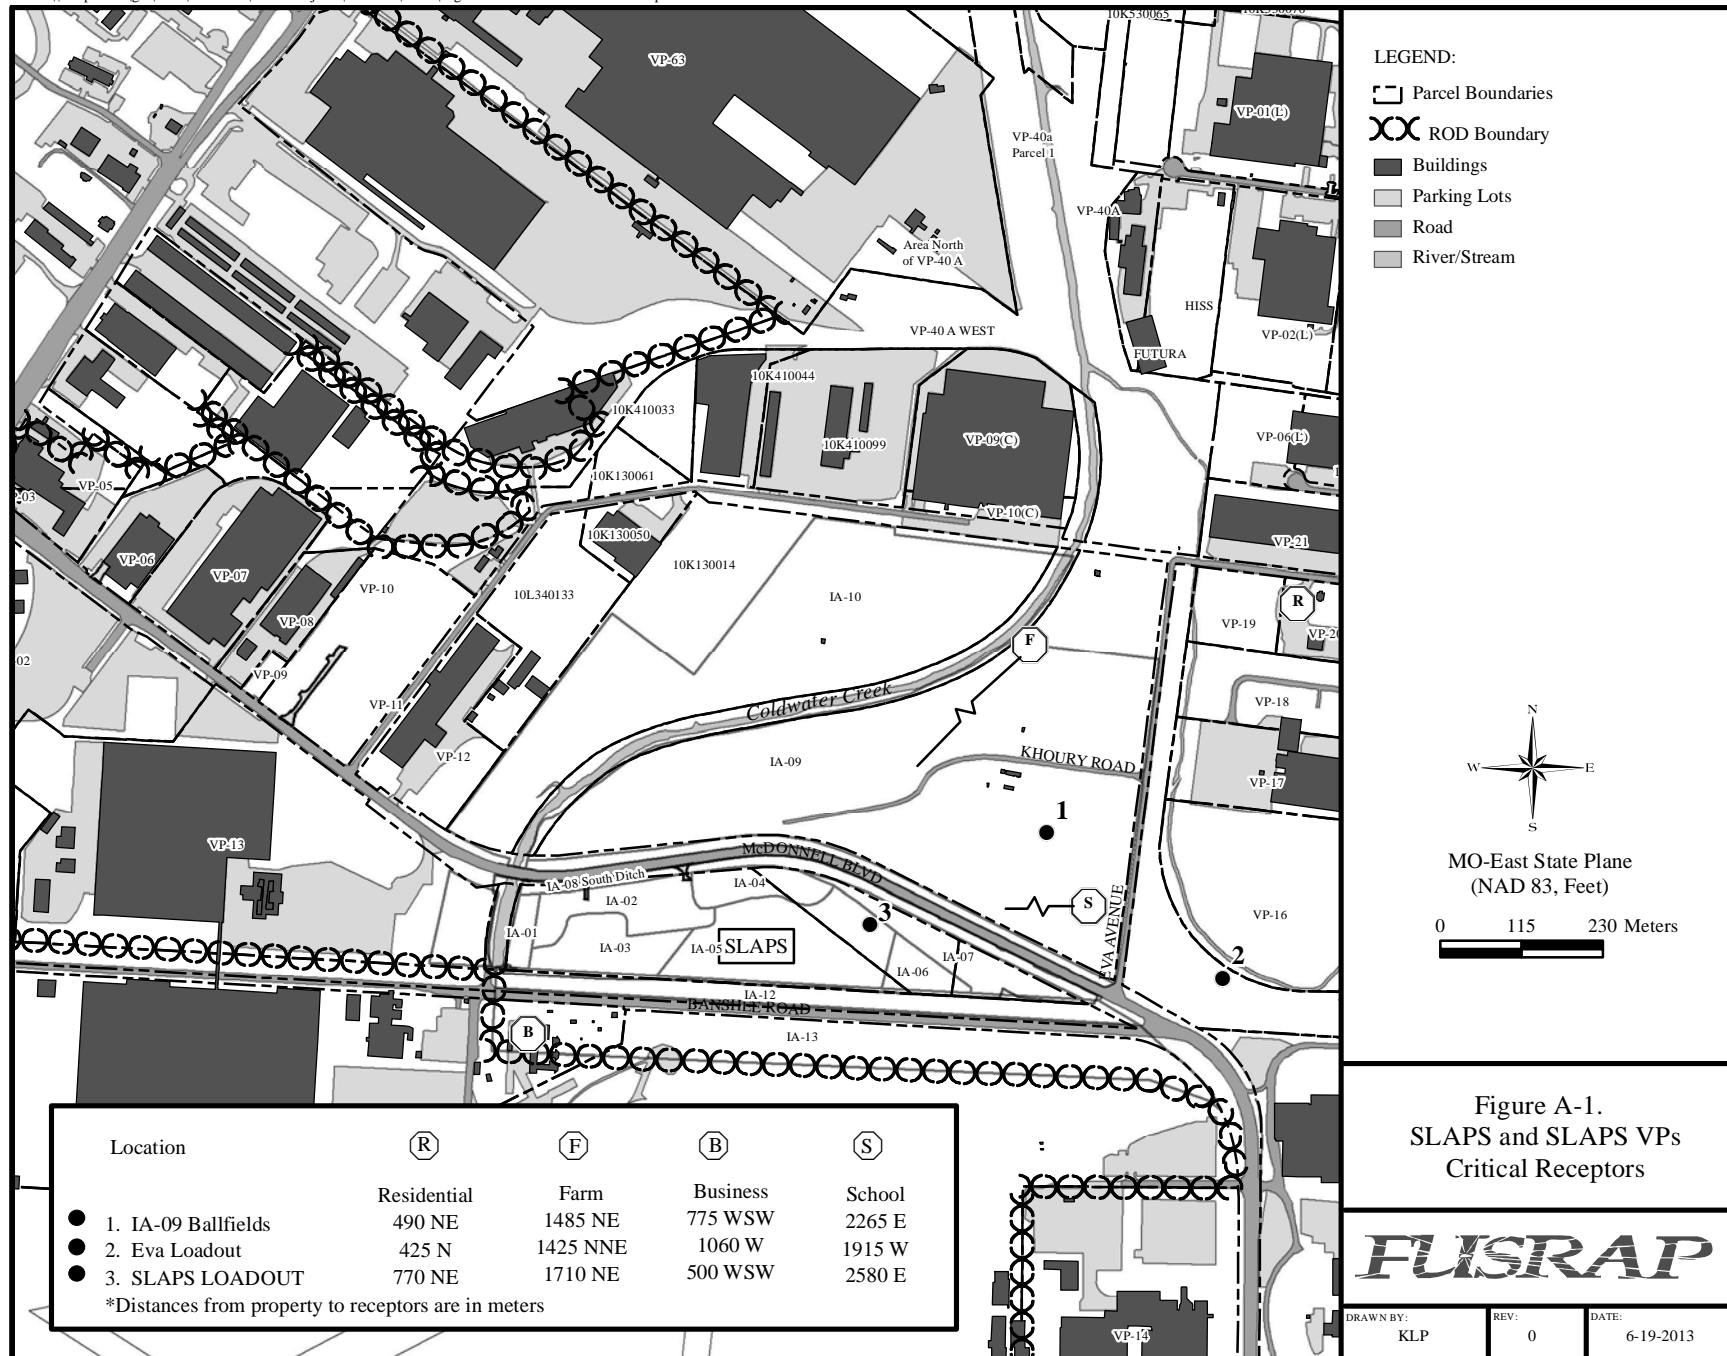 10K530065
VP-63
VP-01(L)
VP-40a
Parcel 1
VP-40A
Area North
of VP-40 A
HISS
VP-40 A WEST
VP-02(L)
FUTURA
10K410044
10K410033
10K410099
VP-09(C)
VP-06(L)
10K130061
VP-05
VP-03
VP-10(C)
10K130050
VP-21
VP-06
VP-07
10K130014
VP-10
10L340133
IA-10
R
VP-08
VP-19
F
VP-20
-02
VP-09
VP-11
Coldwater Creek
VP-18
VP-12
IA-09
KHOURY ROAD
VP-17
1
VP-13
McDONNELL BLVD
IA-08 South Ditch
IA-04
IA-02
S
3
EVA AVENUE
VP-16
IA-01
IA-03
IA-05
SLAPS
IA-07
IA-06
2
IA-12
BANSHEE ROAD
B
IA-13
VP-14
Location
R
F
B
S
Residential
Farm
Business
School
1. IA-09 Ballfields 490 NE 1485 NE 775 WSW 2265 E
2. Eva Loadout 425 N 1425 NNE 1060 W 1915 W
3. SLAPS LOADOUT 770 NE 1710 NE 500 WSW 2580 E
*Distances from property to receptors are in meters
LEGEND:
Parcel Boundaries
ROD Boundary
Buildings
Parking Lots
Road
River/Stream
N
W E
S
MO-East State Plane
(NAD 83, Feet)
0 115 230 Meters
Figure A-1.
SLAPS and SLAPS VPs
Critical Receptors
FUSRAP
DRAWN BY:
KLP
REV:
0
DATE:
6-19-2013